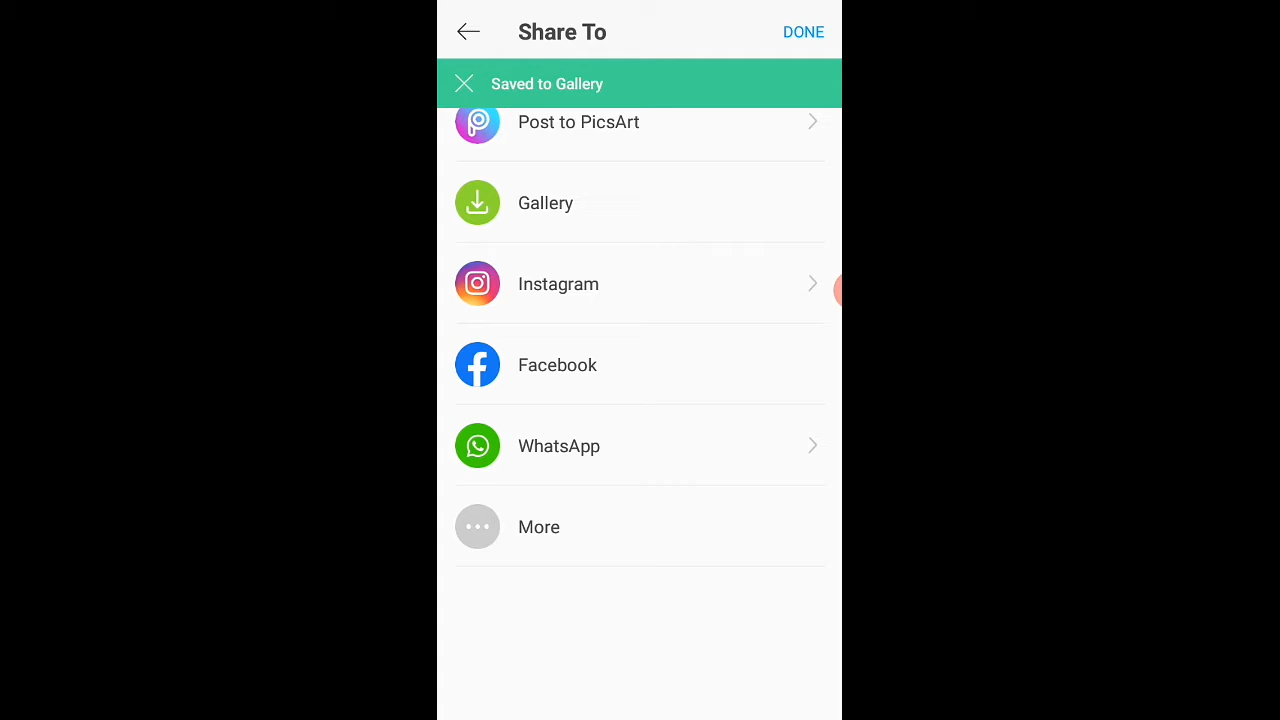 Share To
DONE
Saved to Gallery
Post to PicsArt
Gallery
Instagram
Facebook
WhatsApp
More